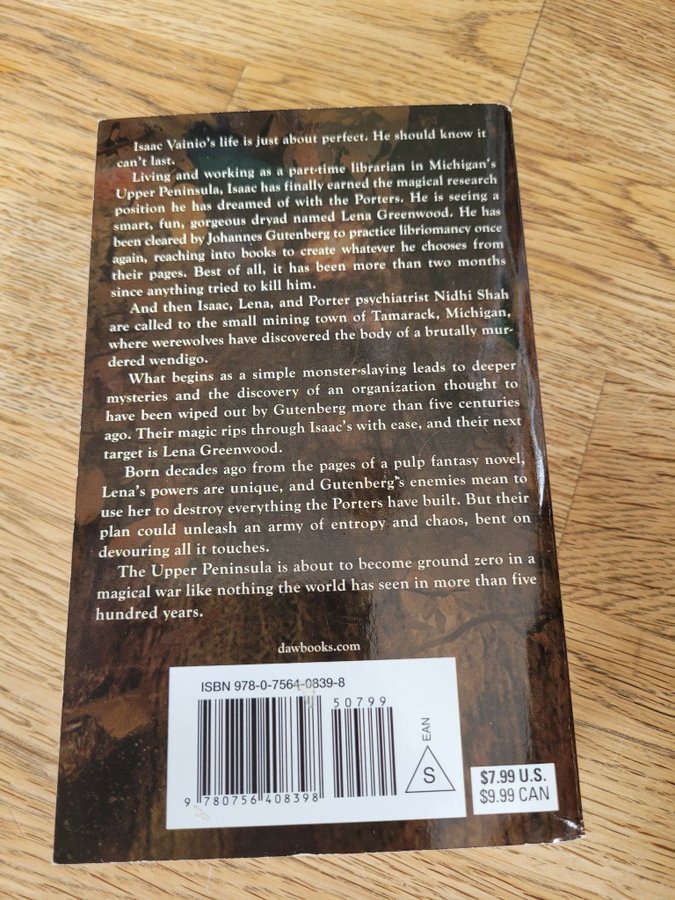 Isaac Vainio's life is just about perfect. He should know it
can't last.
Living and working as a part-time librarian in Michigan's
Upper Peninsula, Isaac has finally earned the magical research
position he has dreamed of with the Porters. He is seeing a
smart, fun, gorgeous dryad named Lena Greenwood. He has
been cleared by Johannes Gutenberg to practice libriomancy once
again, reaching into books to create whatever he chooses from
their pages. Best of all, it has been more than two months
since anything tried to kill him.
And then Isaac, Lena, and Porter psychiatrist Nidhi Shah
are called to the small mining town of Tamarack, Michigan,
where werewolves have discovered the body of a brutally mur-
dered wendigo.
What begins as a simple monster-slaying leads to deeper
mysteries and the discovery of an organization thought to
have been wiped out by Gutenberg more than five centuries
ago. Their magic rips through Isaac's with ease, and their next
target is Lena Greenwood.
Born decades ago from the pages of a pulp fantasy novel,
Lena's powers are unique, and Gutenberg's enemies mean to
use her to destroy everything the Porters have built. But their
plan could unleash an army of entropy and chaos, bent on
devouring all it touches.
The Upper Peninsula is about to become ground zero in a
magical war like nothing the world has seen in more than five
hundred years.
dawbooks.com
ISBN 978-0-7564-0839-8
50799
9 780756 408398
EAN
S
$7.99 U.S.
$9.99 CAN